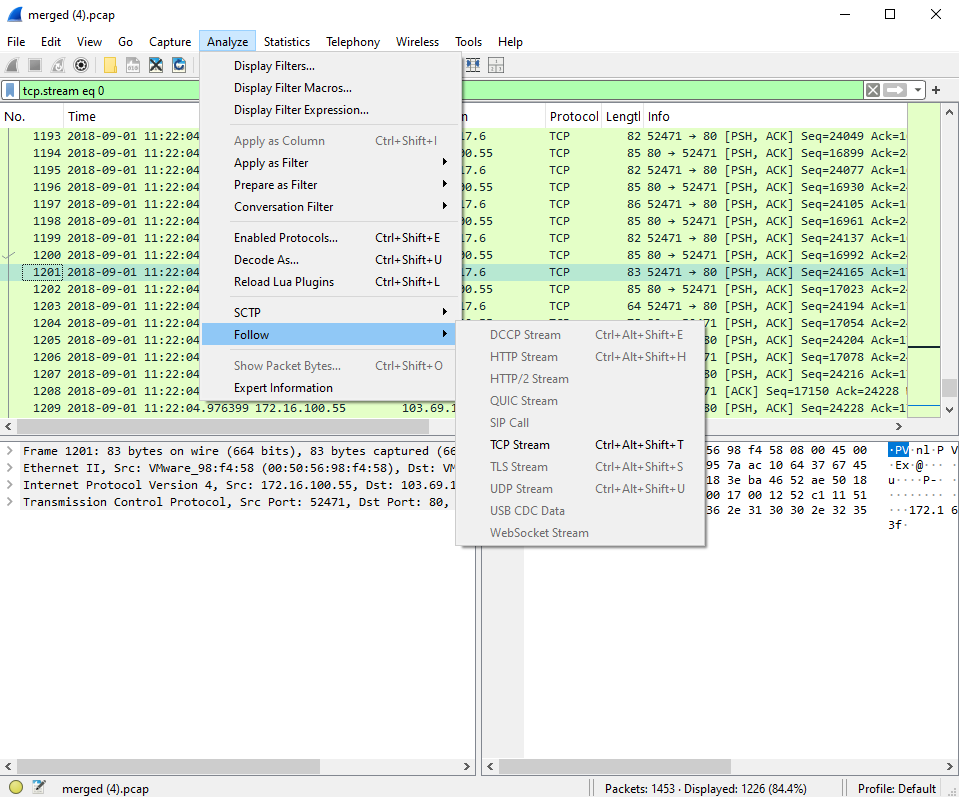 merged (4).pcap
File Edit View Go Capture Analyze Statistics Telephony Wireless Tools Help
tcp.stream eq 0
No. Time n Protocol Lengtl Info
1193 2018-09-01 11:22:04. 17.6 TCP 82 52471 → 80 [PSH, ACK] Seq=24049 Ack=1
1194 2018-09-01 11:22:04. 00.55 TCP 85 80 → 52471 [PSH, ACK] Seq=16899 Ack=2
1195 2018-09-01 11:22:04. 17.6 TCP 82 52471 → 80 [PSH, ACK] Seq=24077 Ack=1
1196 2018-09-01 11:22:04. 00.55 TCP 85 80 → 52471 [PSH, ACK] Seq=16930 Ack=2
1197 2018-09-01 11:22:04. 17.6 TCP 86 52471 → 80 [PSH, ACK] Seq=24105 Ack=1
1198 2018-09-01 11:22:04. 00.55 TCP 85 80 → 52471 [PSH, ACK] Seq=16961 Ack=2
1199 2018-09-01 11:22:04. 17.6 TCP 82 52471 → 80 [PSH, ACK] Seq=24137 Ack=1
1200 2018-09-01 11:22:04. 00.55 TCP 85 80 → 52471 [PSH, ACK] Seq=16992 Ack=2
1201 2018-09-01 11:22:04. 17.6 TCP 83 52471 → 80 [PSH, ACK] Seq=24165 Ack=1
1202 2018-09-01 11:22:04. 00.55 TCP 85 80 → 52471 [PSH, ACK] Seq=17023 Ack=2
1203 2018-09-01 11:22:04. 17.6 TCP 64 52471 → 80 [PSH, ACK] Seq=24194 Ack=1
1204 2018-09-01 11:22:04. [PSH, ACK] Seq=17054 Ack=2
1205 2018-09-01 11:22:04. 80 [PSH, ACK] Seq=24204 Ack=1
1206 2018-09-01 11:22:04. [PSH, ACK] Seq=17078 Ack=2
1207 2018-09-01 11:22:04. 80 [PSH, ACK] Seq=24216 Ack=1
1208 2018-09-01 11:22:04. [ACK] Seq=17150 Ack=24228
1209 2018-09-01 11:22:04.976399 172.16.100.55 103.69.1 80 [PSH, ACK] Seq=24228 Ack=1
Display Filters...
Display Filter Macros...
Display Filter Expression...
Apply as Column Ctrl+Shift+I
Apply as Filter
Prepare as Filter
Conversation Filter
Enabled Protocols... Ctrl+Shift+E
Decode As... Ctrl+Shift+U
Reload Lua Plugins Ctrl+Shift+L
SCTP
Follow
Show Packet Bytes... Ctrl+Shift+O
Expert Information
DCCP Stream Ctrl+Alt+Shift+E
HTTP Stream Ctrl+Alt+Shift+H
HTTP/2 Stream
QUIC Stream
SIP Call
TCP Stream Ctrl+Alt+Shift+T
TLS Stream Ctrl+Alt+Shift+S
UDP Stream Ctrl+Alt+Shift+U
USB CDC Data
WebSocket Stream
Frame 1201: 83 bytes on wire (664 bits), 83 bytes captured (66
Ethernet II, Src: VMware_98:f4:58 (00:50:56:98:f4:58), Dst: VM
Internet Protocol Version 4, Src: 172.16.100.55, Dst: 103.69.1
Transmission Control Protocol, Src Port: 52471, Dst Port: 80,
56 98 f4 58 08 00 45 00 ·PV·nl·P V
95 7a ac 10 64 37 67 45 ·Ex·@···
18 3e ba 46 52 ae 50 18 u····P·
00 17 00 12 52 c1 11 51 ········
36 2e 31 30 30 2e 32 35 ···172.1 6
3f·
merged (4).pcap Packets: 1453 · Displayed: 1226 (84.4%) Profile: Default